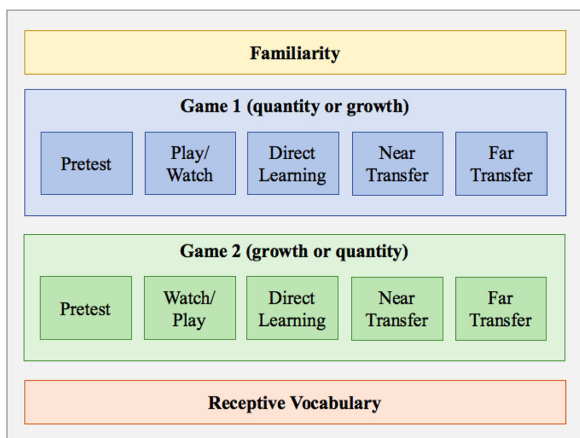 Familiarity
Game 1 (quantity or growth)
Pretest
Play/
Watch
Direct
Learning
Near
Transfer
Far
Transfer
Game 2 (growth or quantity)
Pretest
Watch/
Play
Direct
Learning
Near
Transfer
Far
Transfer
Receptive Vocabulary